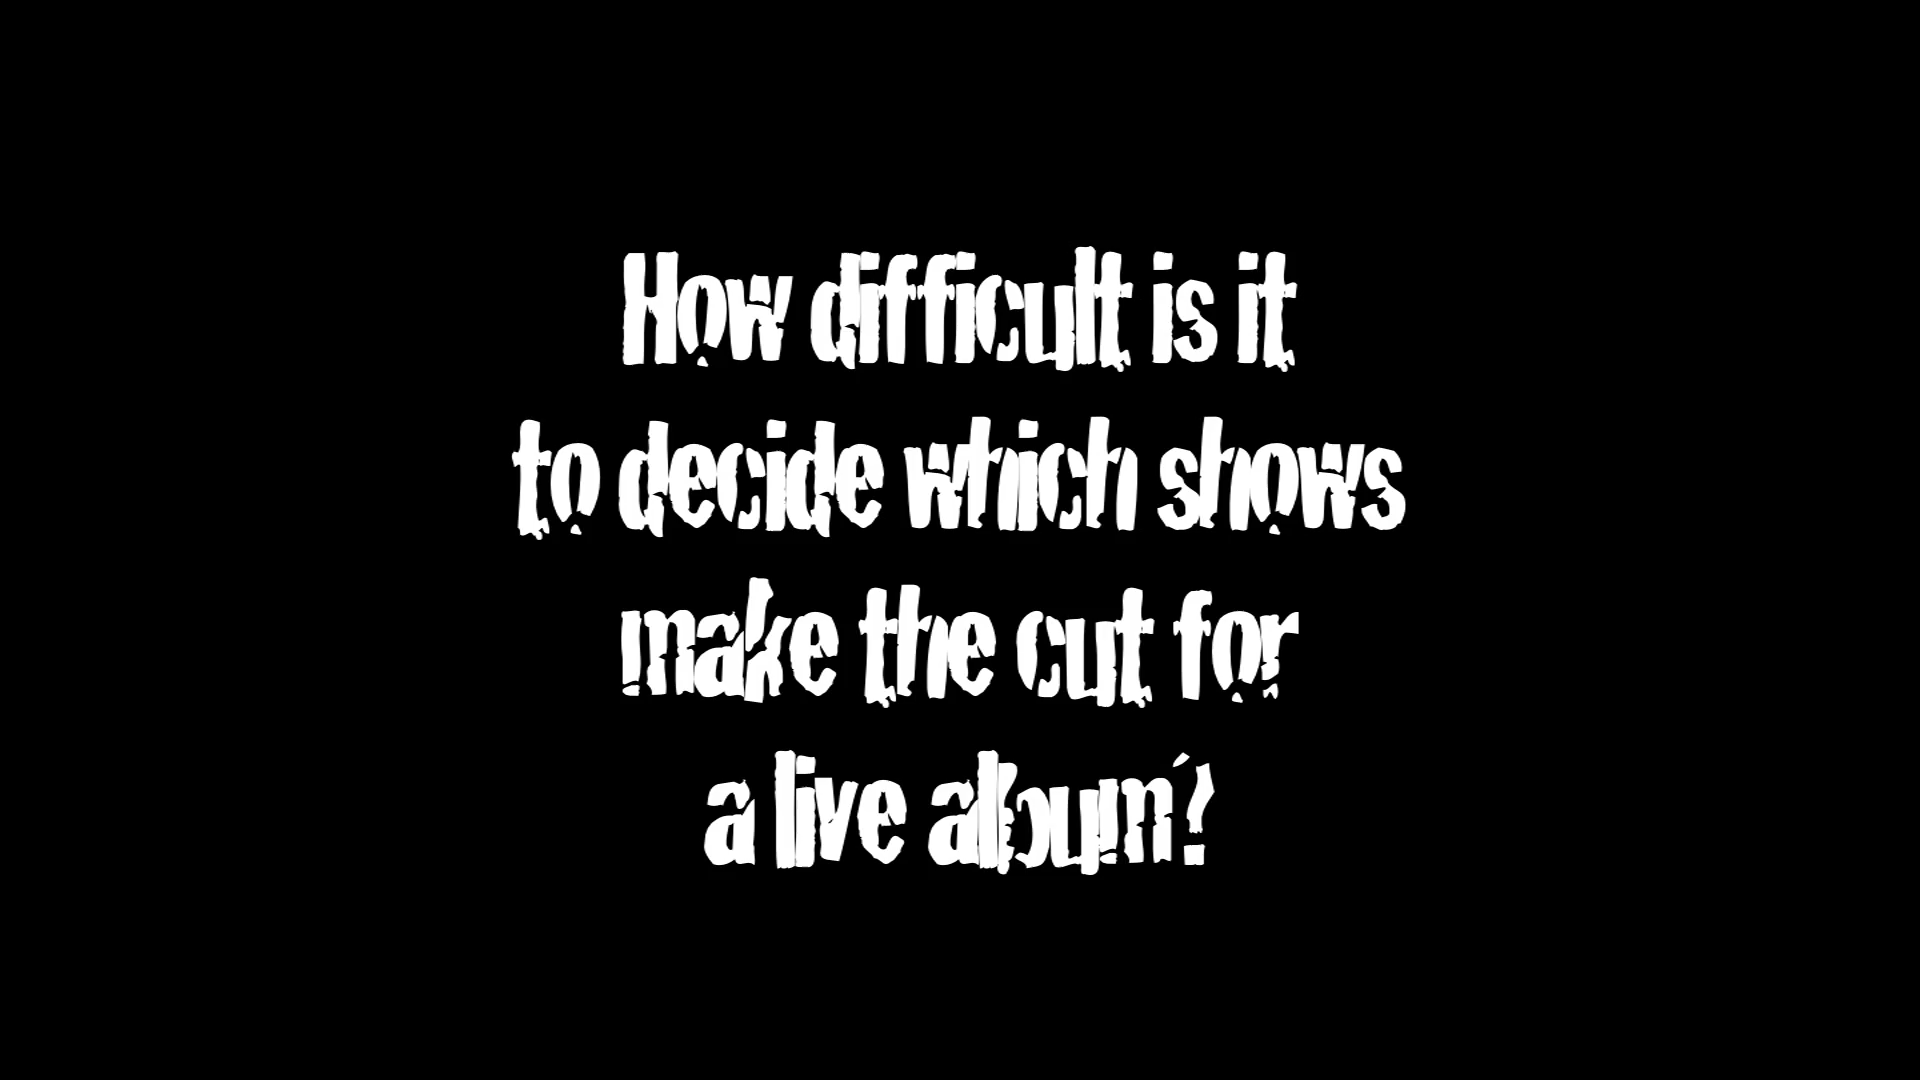 How difficult is it
to decide which shows
make the cut for
a live album?